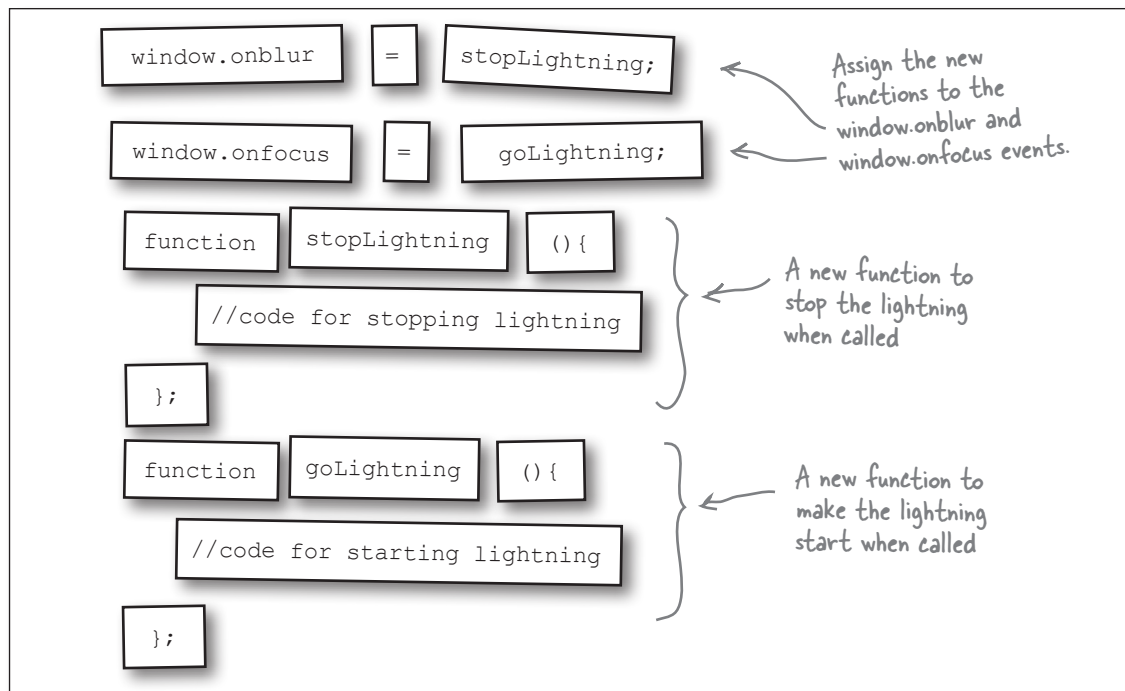 window.onblur = stopLightning;
Assign the new
functions to the
window.onblur and
window.onfocus events.
window.onfocus = goLightning;
function stopLightning (){
//code for stopping lightning
};
A new function to
stop the lightning
when called
function goLightning (){
//code for starting lightning
};
A new function to
make the lightning
start when called